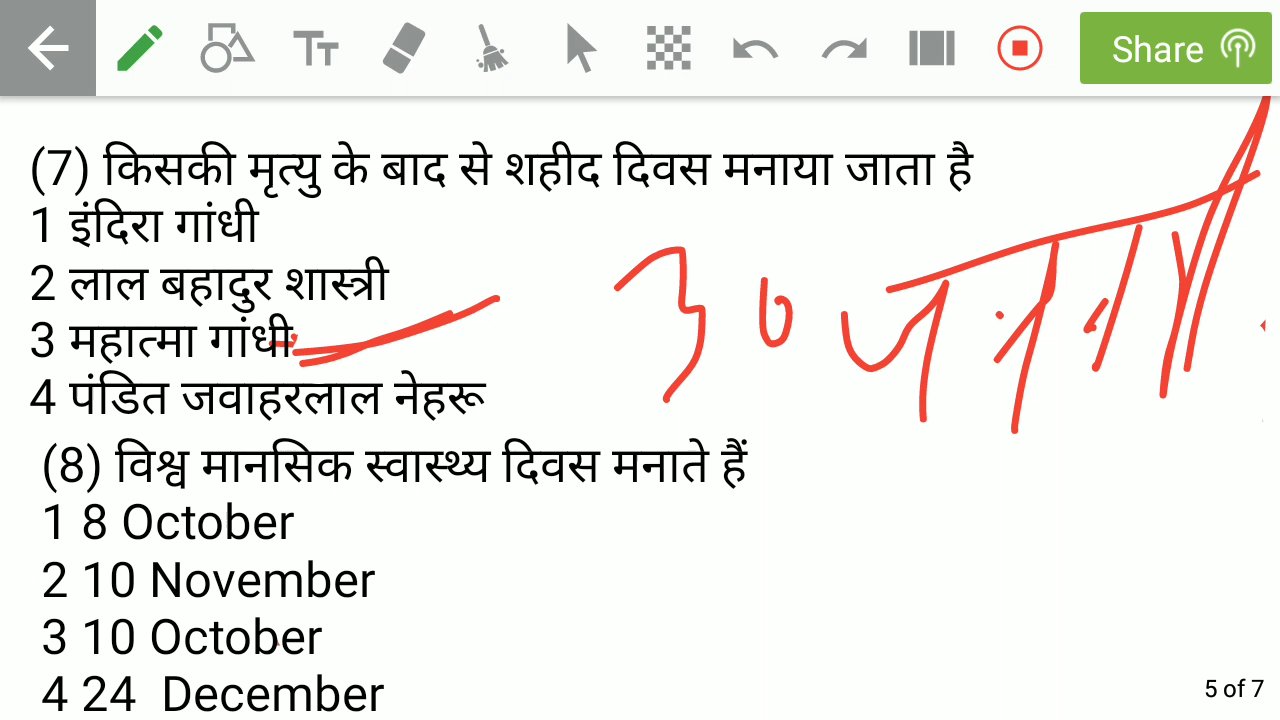 Share
(7) किसकी मृत्यु के बाद से शहीद दिवस मनाया जाता है
1 इंदिरा गांधी
2 लाल बहादुर शास्त्री
3 महात्मा गांधी
30 जनवरी
4 पंडित जवाहरलाल नेहरू
(8) विश्व मानसिक स्वास्थ्य दिवस मनाते हैं
1 8 October
2 10 November
3 10 October
4 24 December
5 of 7